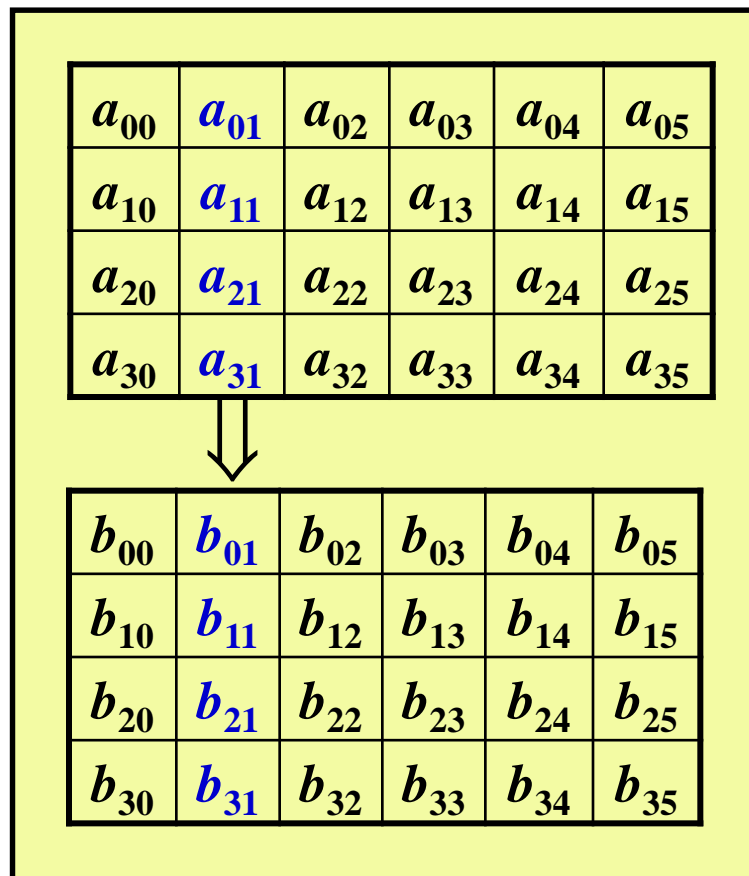 a₀₀ a₀₁ a₀₂ a₀₃ a₀₄ a₀₅
a₁₀ a₁₁ a₁₂ a₁₃ a₁₄ a₁₅
a₂₀ a₂₁ a₂₂ a₂₃ a₂₄ a₂₅
a₃₀ a₃₁ a₃₂ a₃₃ a₃₄ a₃₅
b₀₀ b₀₁ b₀₂ b₀₃ b₀₄ b₀₅
b₁₀ b₁₁ b₁₂ b₁₃ b₁₄ b₁₅
b₂₀ b₂₁ b₂₂ b₂₃ b₂₄ b₂₅
b₃₀ b₃₁ b₃₂ b₃₃ b₃₄ b₃₅